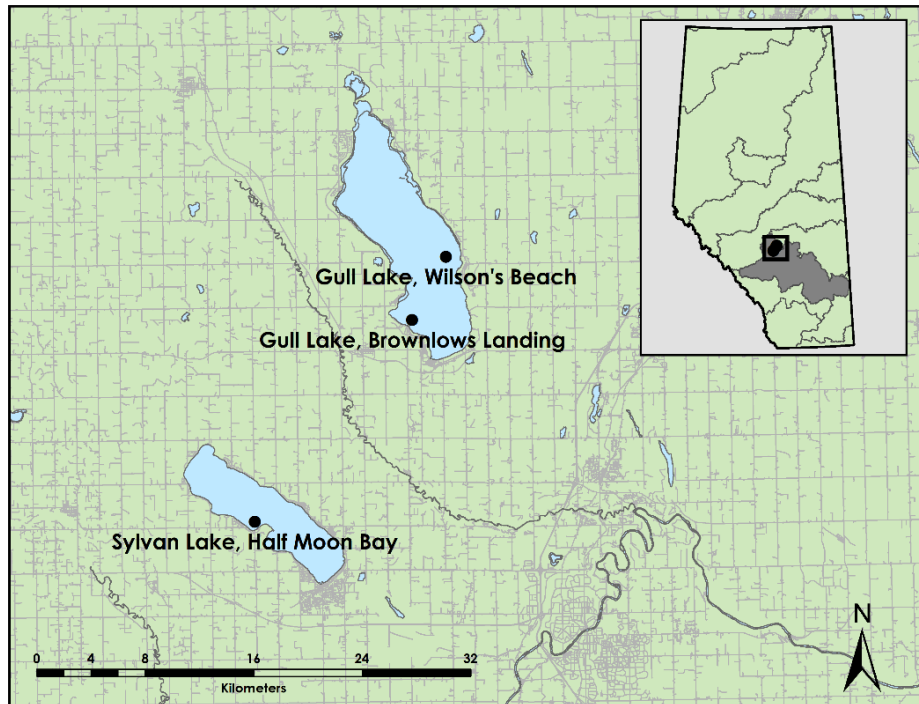 Gull Lake, Wilson's Beach
Gull Lake, Brownlows Landing
Sylvan Lake, Half Moon Bay
N
0 4 8 16 24 32
Kilometers